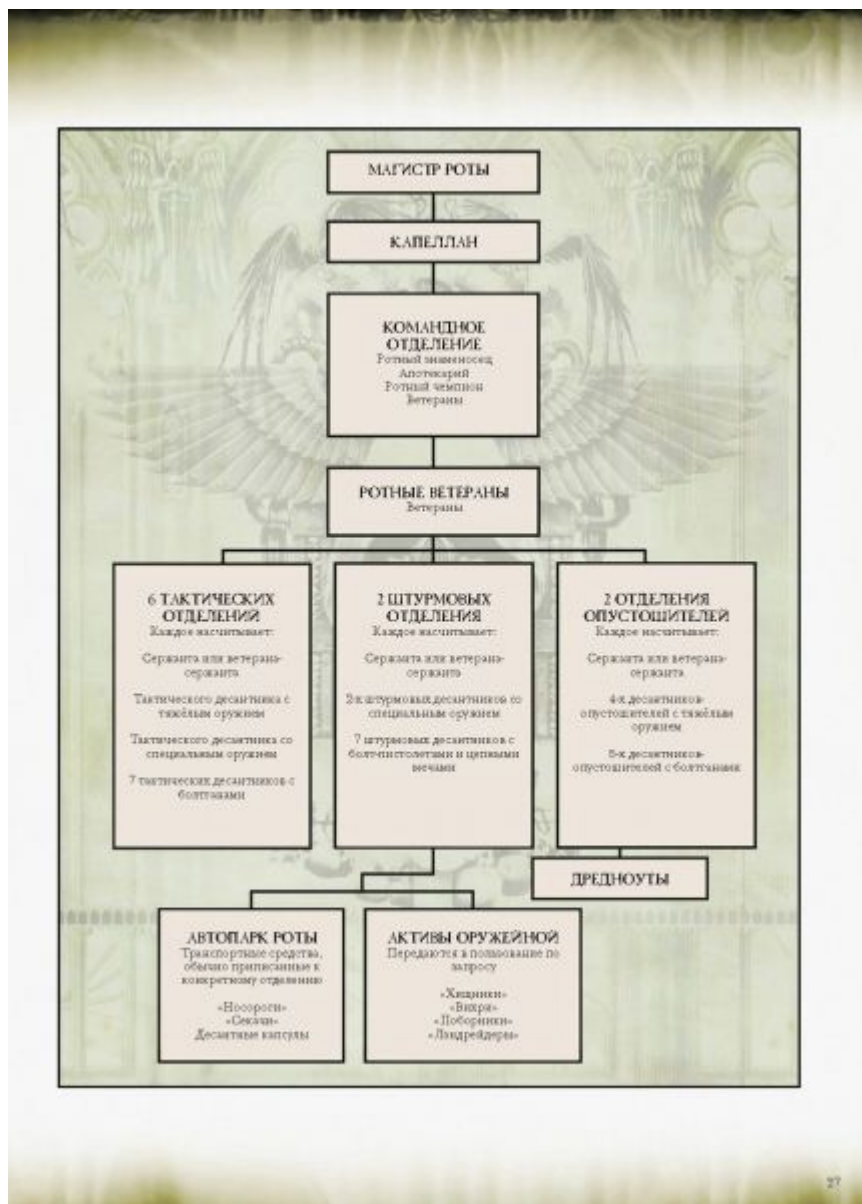 МАГИСТР РОТЫ
КАПЕЛЛАН
КОМАНДНОЕ
ОТДЕЛЕНИЕ
Ротный знаменосец
Апотекарий
Ротный чемпион
Ветераны
РОТНЫЕ ВЕТЕРАНЫ
Ветераны
6 ТАКТИЧЕСКИХ
ОТДЕЛЕНИЙ
Каждое насчитывает:
Сержанта или ветерана-
сержанта
Тактического десантника с
тяжёлым оружием
Тактического десантника со
специальным оружием
7 тактических десантников с
болтганами
2 ШТУРМОВЫХ
ОТДЕЛЕНИЯ
Каждое насчитывает:
Сержанта или ветерана-
сержанта
2-х штурмовых десантников со
специальным оружием
7 штурмовых десантников с
болт-пистолетами и цепными
мечами
2 ОТДЕЛЕНИЯ
ОПУСТОШИТЕЛЕЙ
Каждое насчитывает:
Сержанта или ветерана-
сержанта
4-х десантников-
опустошителей с тяжёлым
оружием
5-х десантников-
опустошителей с болтганами
ДРЕДНОУТЫ
АВТОПАРК РОТЫ
Транспортные средства,
обычно приписанные к
конкретному отделению
«Носороги»
«Секачи»
Десантные капсулы
АКТИВЫ ОРУЖЕЙНОЙ
Передаются в пользование по
запросу
«Хищники»
«Вихри»
«Поборники»
«Лэндрейдеры»
27